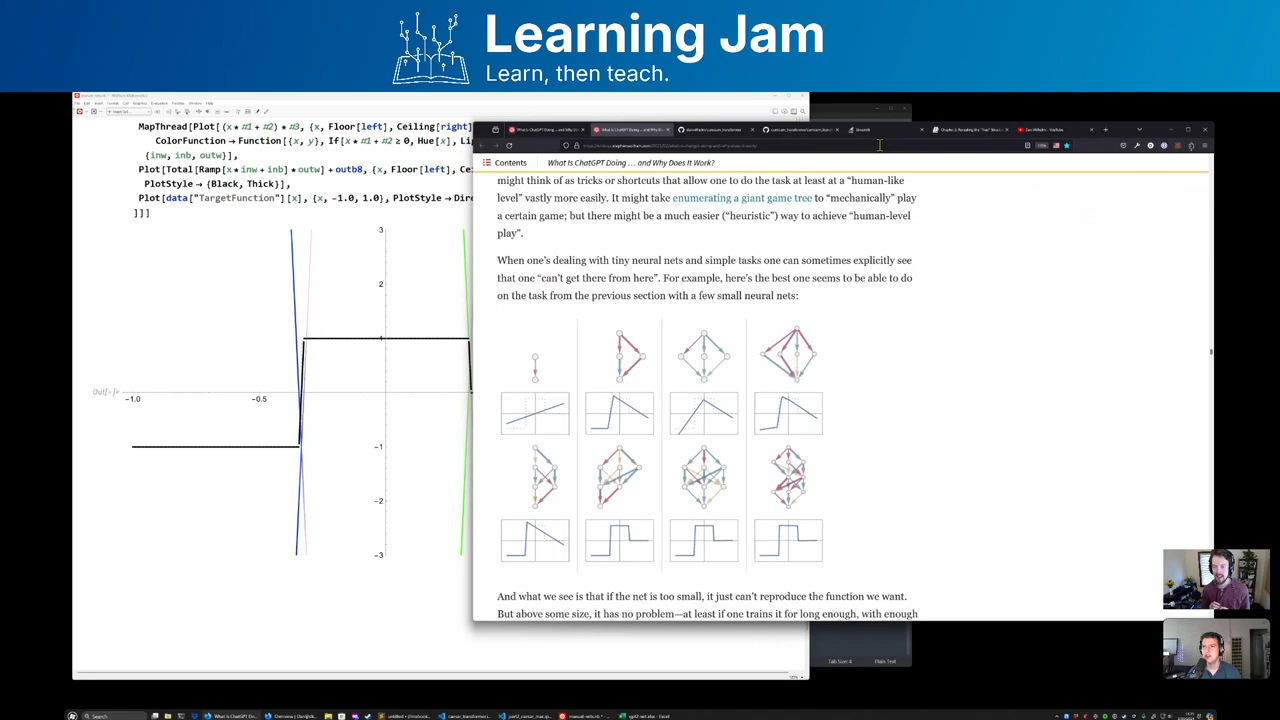 Learning Jam
Learn, then teach.
MapThread[Plot[(x * #1 + #2) * #3, {x, Floor[left], Ceiling[right]
ColorFunction → Function[{x, y}, If[x * #1 + #2 ≥ 0, Hue[x], Li
{inw, inb, outw}],
Plot[Total[Ramp[x * inw + inb] * outw] + outb8, {x, Floor[left], Ce
PlotStyle → {Black, Thick}],
Plot[data["TargetFunction"][x], {x, -1.0, 1.0}, PlotStyle → Dire
]]]
3
2
1
Out[•]=
-1.0
-0.5
-1
-2
-3
Contents
What Is ChatGPT Doing … and Why Does It Work?
might think of as tricks or shortcuts that allow one to do the task at least at a “human-like
level” vastly more easily. It might take enumerating a giant game tree to “mechanically” play
a certain game; but there might be a much easier (“heuristic”) way to achieve “human-level
play”.
When one’s dealing with tiny neural nets and simple tasks one can sometimes explicitly see
that one “can’t get there from here”. For example, here’s the best one seems to be able to do
on the task from the previous section with a few small neural nets:
And what we see is that if the net is too small, it just can’t reproduce the function we want.
But above some size, it has no problem—at least if one trains it for long enough, with enough
Tab Size: 4
Plain Text
Search